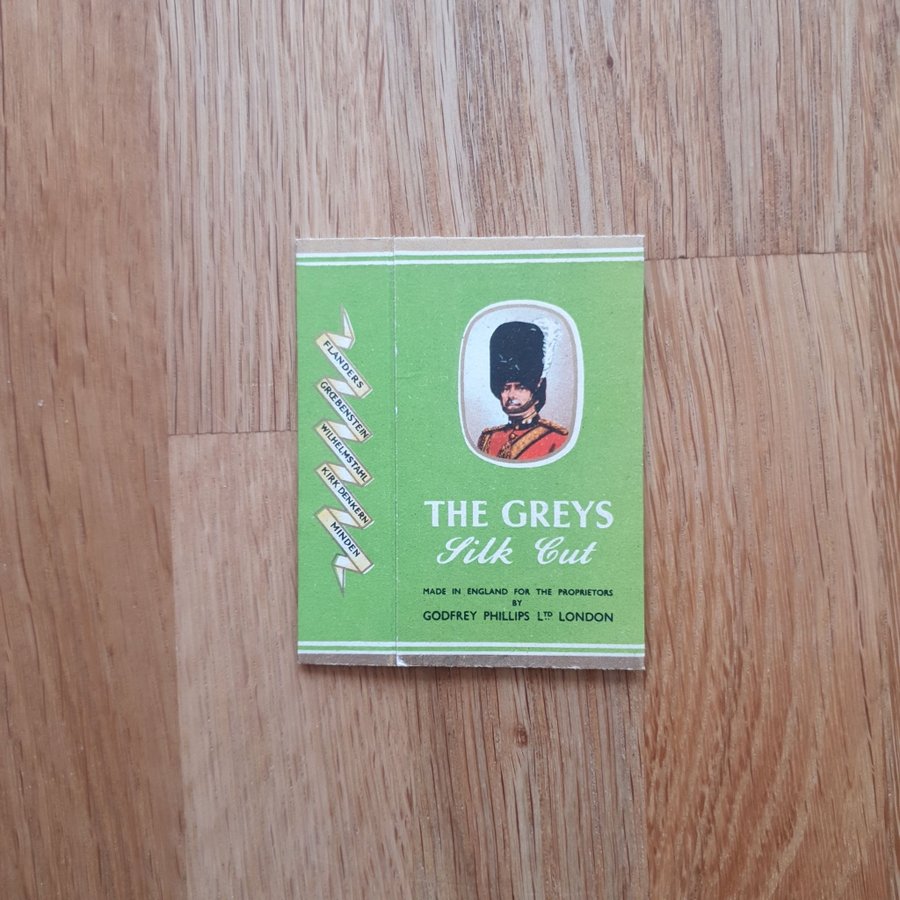 FLANDERS
GRŒBENSTEIN
WILHELMSTAHL
KIRK DENKERN
MINDEN
THE GREYS
Silk Cut
MADE IN ENGLAND FOR THE PROPRIETORS
BY
GODFREY PHILLIPS LTD LONDON